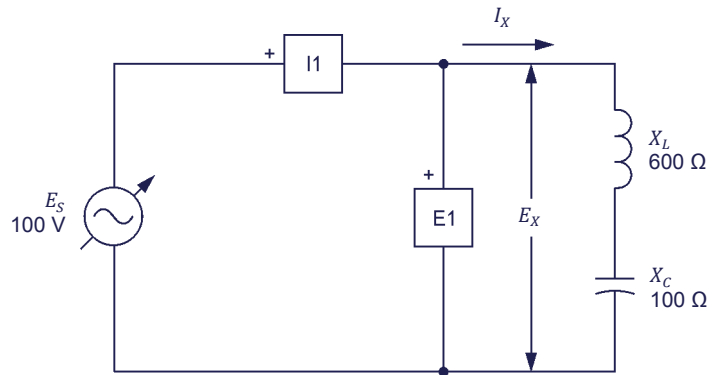 I_X
+
I1
X_L
600 Ω
+
E_S
100 V
E1
E_X
X_C
100 Ω